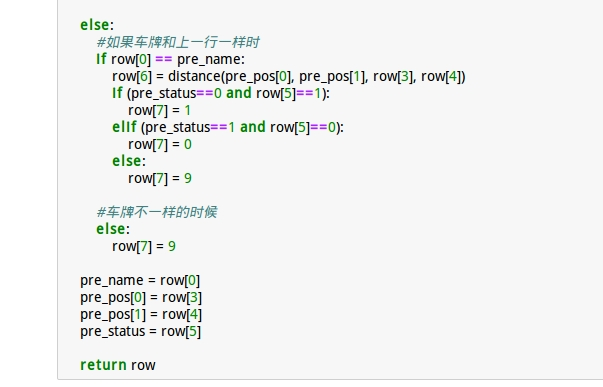 else:
#如果车牌和上一行一样时
if row[0] == pre_name:
row[6] = distance(pre_pos[0], pre_pos[1], row[3], row[4])
if (pre_status==0 and row[5]==1):
row[7] = 1
elif (pre_status==1 and row[5]==0):
row[7] = 0
else:
row[7] = 9
#车牌不一样的时候
else:
row[7] = 9
pre_name = row[0]
pre_pos[0] = row[3]
pre_pos[1] = row[4]
pre_status = row[5]
return row